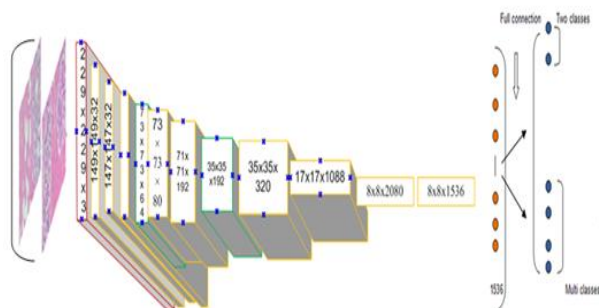 Full connection
Two classes
229x229x3
149x149x32
147x147x32
73x73x64
73
x
73
x
80
71x
71x
192
35x35
x192
35x35x
320
17x17x1088
8x8x2080
8x8x1536
1536
Multi classes